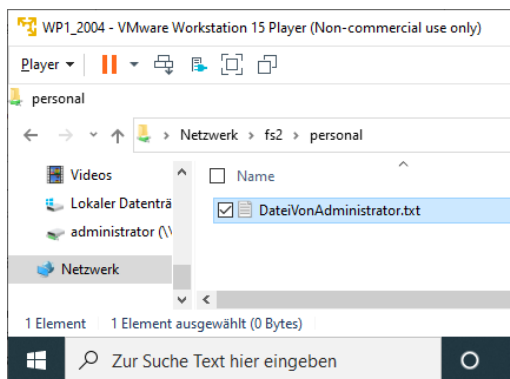 WP1_2004 - VMware Workstation 15 Player (Non-commercial use only)
Player
personal
Netzwerk > fs2 > personal
Videos
Name
Lokaler Datenträ
DateiVonAdministrator.txt
administrator (\\
Netzwerk
1 Element 1 Element ausgewählt (0 Bytes)
Zur Suche Text hier eingeben